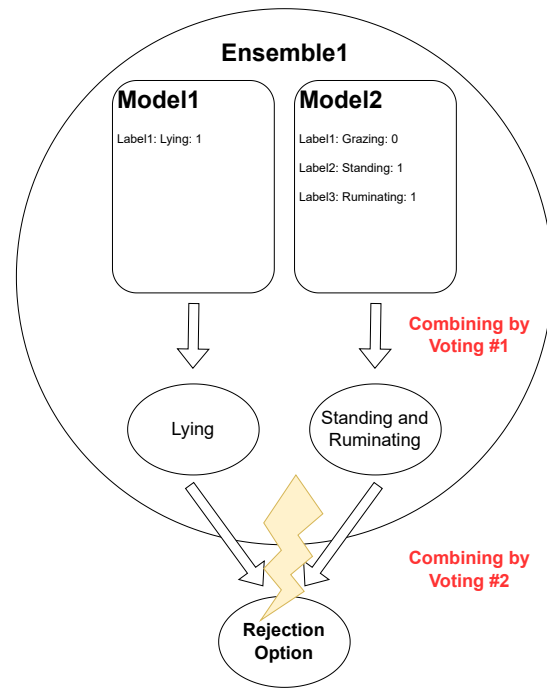 Ensemble1
Model1
Label1: Lying: 1
Model2
Label1: Grazing: 0
Label2: Standing: 1
Label3: Ruminating: 1
Combining by
Voting #1
Lying
Standing and
Ruminating
Combining by
Voting #2
Rejection
Option